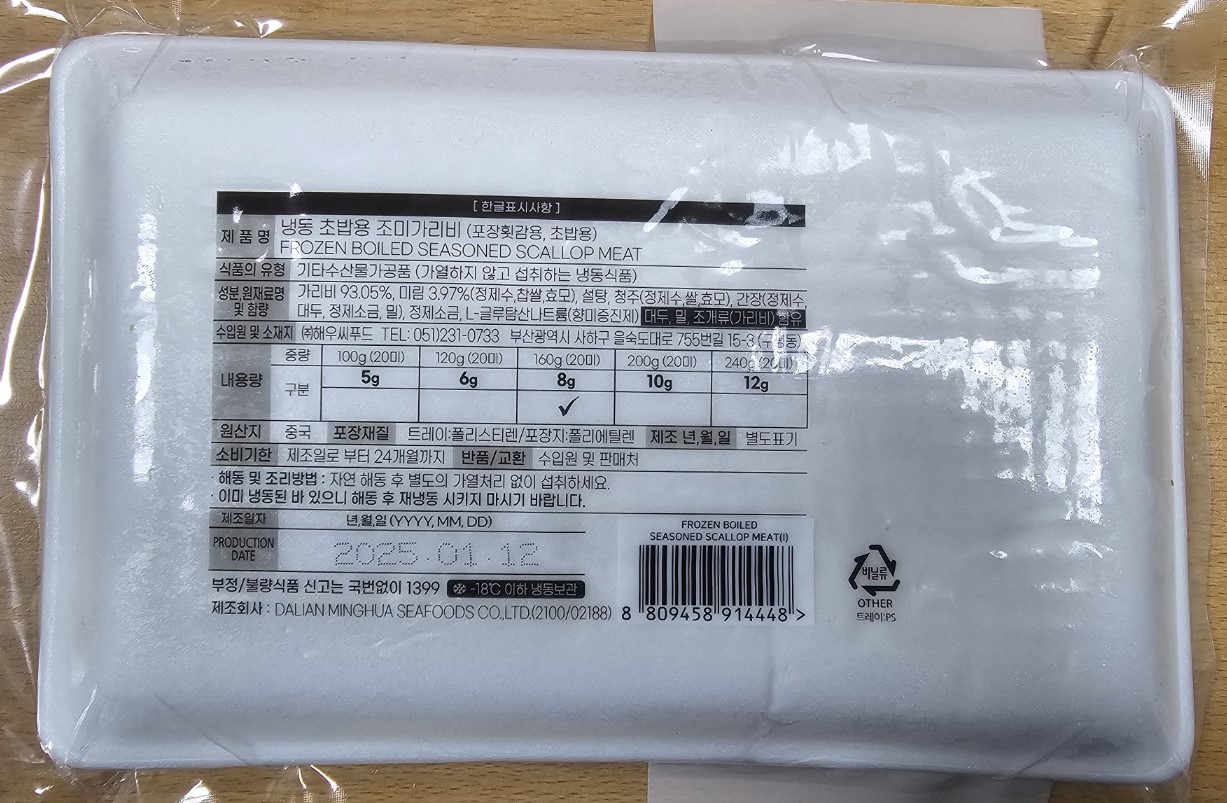 [ 한글표시사항 ]
제 품 명 냉동 초밥용 조미가리비 (포장횟감용, 초밥용)
FROZEN BOILED SEASONED SCALLOP MEAT
식품의 유형 기타수산물가공품 (가열하지 않고 섭취하는 냉동식품)
성분,원재료명 및 함량 가리비 93.05%, 미림 3.97%(정제수,찹쌀,효모), 설탕, 청주(정제수,쌀,효모), 간장(정제수,
대두, 정제소금, 밀), 정제소금, L-글루탐산나트륨(향미증진제) 대두, 밀, 조개류(가리비) 함유
수입원 및 소재지 ㈜해우씨푸드 TEL: 051)231-0733 부산광역시 사하구 을숙도대로 755번길 15-3
내용량 중량 100g (20미) 120g (20미) 160g (20미) 200g (20미) 240g (20미)
구분 5g 6g 8g 10g 12g
✓
원산지 중국 포장재질 트레이:폴리스티렌/포장지:폴리에틸렌 제조 년,월,일 별도표기
소비기한 제조일로 부터 24개월까지 반품/교환 수입원 및 판매처
· 해동 및 조리방법 : 자연 해동 후 별도의 가열처리 없이 섭취하세요.
· 이미 냉동된 바 있으니 해동 후 재냉동 시키지 마시기 바랍니다.
제조일자 년,월,일 (YYYY, MM, DD)
PRODUCTION DATE 2025.01.12
부정/불량식품 신고는 국번없이 1399 -18℃ 이하 냉동보관
제조회사 : DALIAN MINGHUA SEAFOODS CO.,LTD.(2100/02188)
FROZEN BOILED
SEASONED SCALLOP MEAT(I)
8 809458 914448 >
비닐류
OTHER
트레이:PS